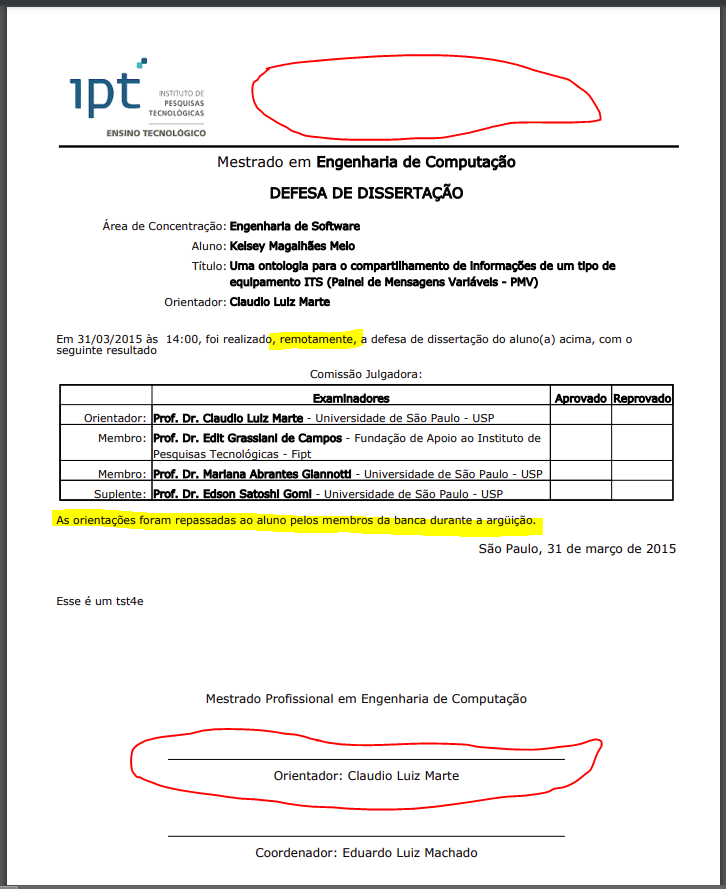 ipt
INSTITUTO DE
PESQUISAS
TECNOLÓGICAS
ENSINO TECNOLÓGICO
Mestrado em Engenharia de Computação
DEFESA DE DISSERTAÇÃO
Área de Concentração: Engenharia de Software
Aluno: Kelsey Magalhães Melo
Título: Uma ontologia para o compartilhamento de informações de um tipo de
equipamento ITS (Painel de Mensagens Variáveis - PMV)
Orientador: Claudio Luiz Marte
Em 31/03/2015 às 14:00, foi realizado, remotamente, a defesa de dissertação do aluno(a) acima, com o
seguinte resultado
Comissão Julgadora:
Examinadores Aprovado Reprovado
Orientador: Prof. Dr. Claudio Luiz Marte - Universidade de São Paulo - USP
Membro: Prof. Dr. Edit Grassiani de Campos - Fundação de Apoio ao Instituto de
Pesquisas Tecnológicas - Fipt
Membro: Prof. Dr. Mariana Abrantes Giannotti - Universidade de São Paulo - USP
Suplente: Prof. Dr. Edson Satoshi Gomi - Universidade de São Paulo - USP
As orientações foram repassadas ao aluno pelos membros da banca durante a argüição.
São Paulo, 31 de março de 2015
Esse é um tst4e
Mestrado Profissional em Engenharia de Computação
Orientador: Claudio Luiz Marte
Coordenador: Eduardo Luiz Machado